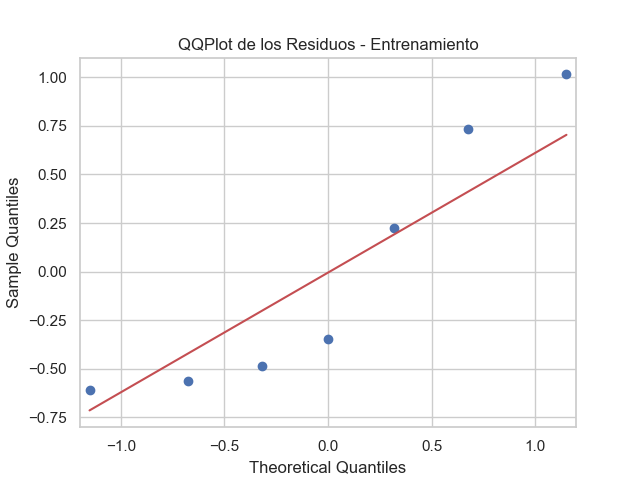 QQPlot de los Residuos - Entrenamiento
1.00
0.75
0.50
0.25
0.00
−0.25
−0.50
−0.75
Sample Quantiles
−1.0 −0.5 0.0 0.5 1.0
Theoretical Quantiles